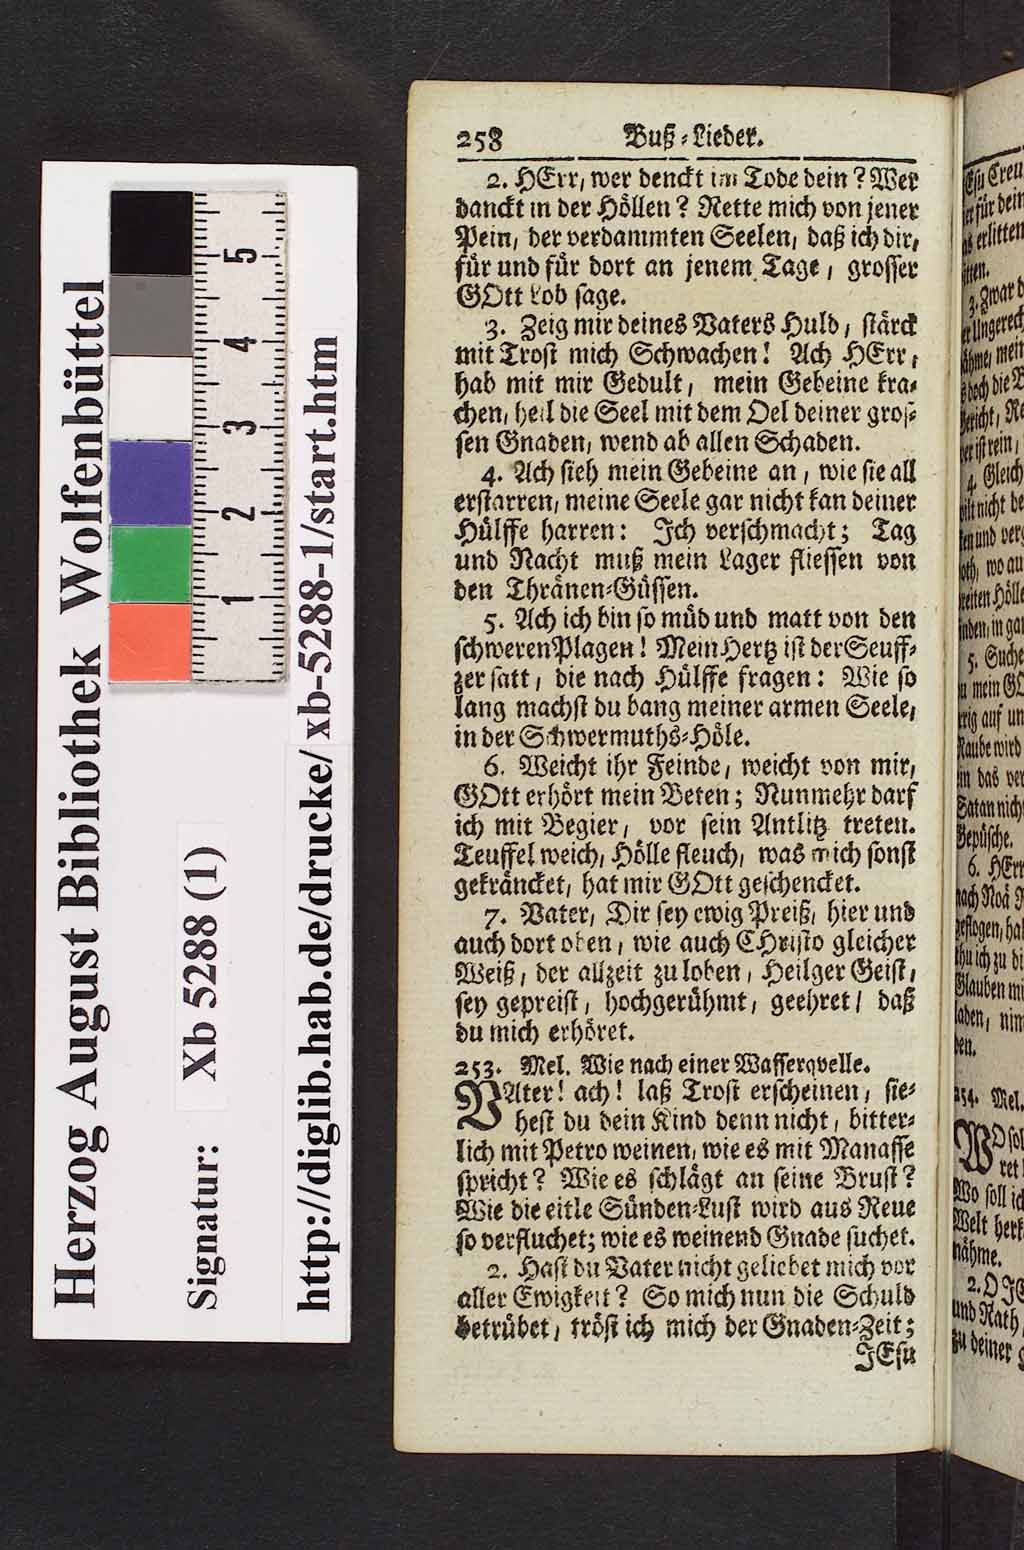 Herzog August Bibliothek Wolfenbüttel
Signatur: Xb 5288 (1)
http://diglib.hab.de/drucke/xb-5288-1/start.htm
5
4
3
2
1
258 Buß-Lieder.
2. HErr, wer denckt im Tode dein? Wer
danckt in der Höllen? Rette mich von jener
Pein, der verdammten Seelen, daß ich dir,
für und für dort an jenem Tage, grosser
GOtt Lob sage.
3. Zeig mir deines Vaters Huld, stärck
mit Trost mich Schwachen! Ach HErr,
hab mit mir Gedult, mein Gebeine kra-
chen, heil die Seel mit dem Oel deiner gros-
sen Gnaden, wend ab allen Schaden.
4. Ach sieh mein Gebeine an, wie sie all
erstarren, meine Seele gar nicht kan deiner
Hülffe harren: Ich verschmacht; Tag
und Nacht muß mein Lager fliessen von
den Thränen-Güssen.
5. Ach ich bin so müd und matt von den
schweren Plagen! Mein Hertz ist der Seuff-
zer satt, die nach Hülffe fragen: Wie so
lang machst du bang meiner armen Seele,
in der Schwermuths-Höle.
6. Weicht ihr Feinde, weicht von mir,
GOtt erhört mein Beten; Nunmehr darf
ich mit Begier, vor sein Antlitz treten.
Teuffel weich, Hölle fleuch, was mich sonst
gekräncket, hat mir GOtt geschencket.
7. Vater, Dir sey ewig Preiß, hier und
auch dort oben, wie auch CHristo gleicher
Weiß, der allzeit zu loben, Heilger Geist,
sey gepreist, hochgerühmt, geehret/ daß
du mich erhöret.
253. Mel. Wie nach einer Wasserqvelle.
VAter! ach! laß Trost erscheinen, sie-
hest du dein Kind denn nicht, bitter-
lich mit Petro weinen, wie es mit Manasse
spricht? Wie es schlägt an seine Brust?
Wie die eitle Sünden-Lust wird aus Neue
so verfluchet; wie es weinend Gnade suchet.
2. Hast du Vater nicht geliebet mich vor
aller Ewigkeit? So mich nun die Schuld
betrübet, tröst ich mich der Gnaden-Zeit;
JEsu